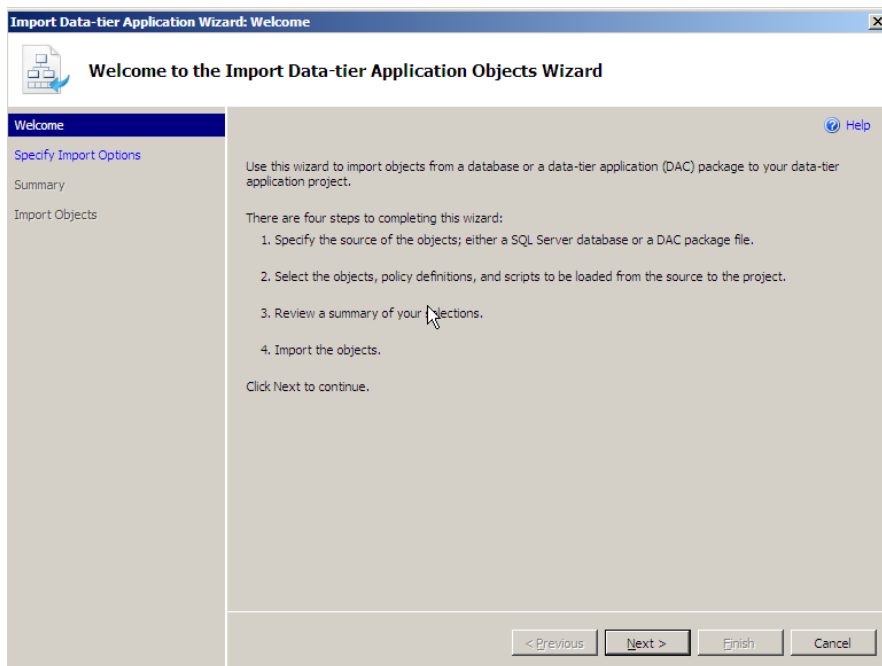 Import Data-tier Application Wizard: Welcome
Welcome to the Import Data-tier Application Objects Wizard
Welcome
Specify Import Options
Summary
Import Objects
Help
Use this wizard to import objects from a database or a data-tier application (DAC) package to your data-tier
application project.
There are four steps to completing this wizard:
1. Specify the source of the objects; either a SQL Server database or a DAC package file.
2. Select the objects, policy definitions, and scripts to be loaded from the source to the project.
3. Review a summary of your selections.
4. Import the objects.
Click Next to continue.
< Previous
Next >
Finish
Cancel